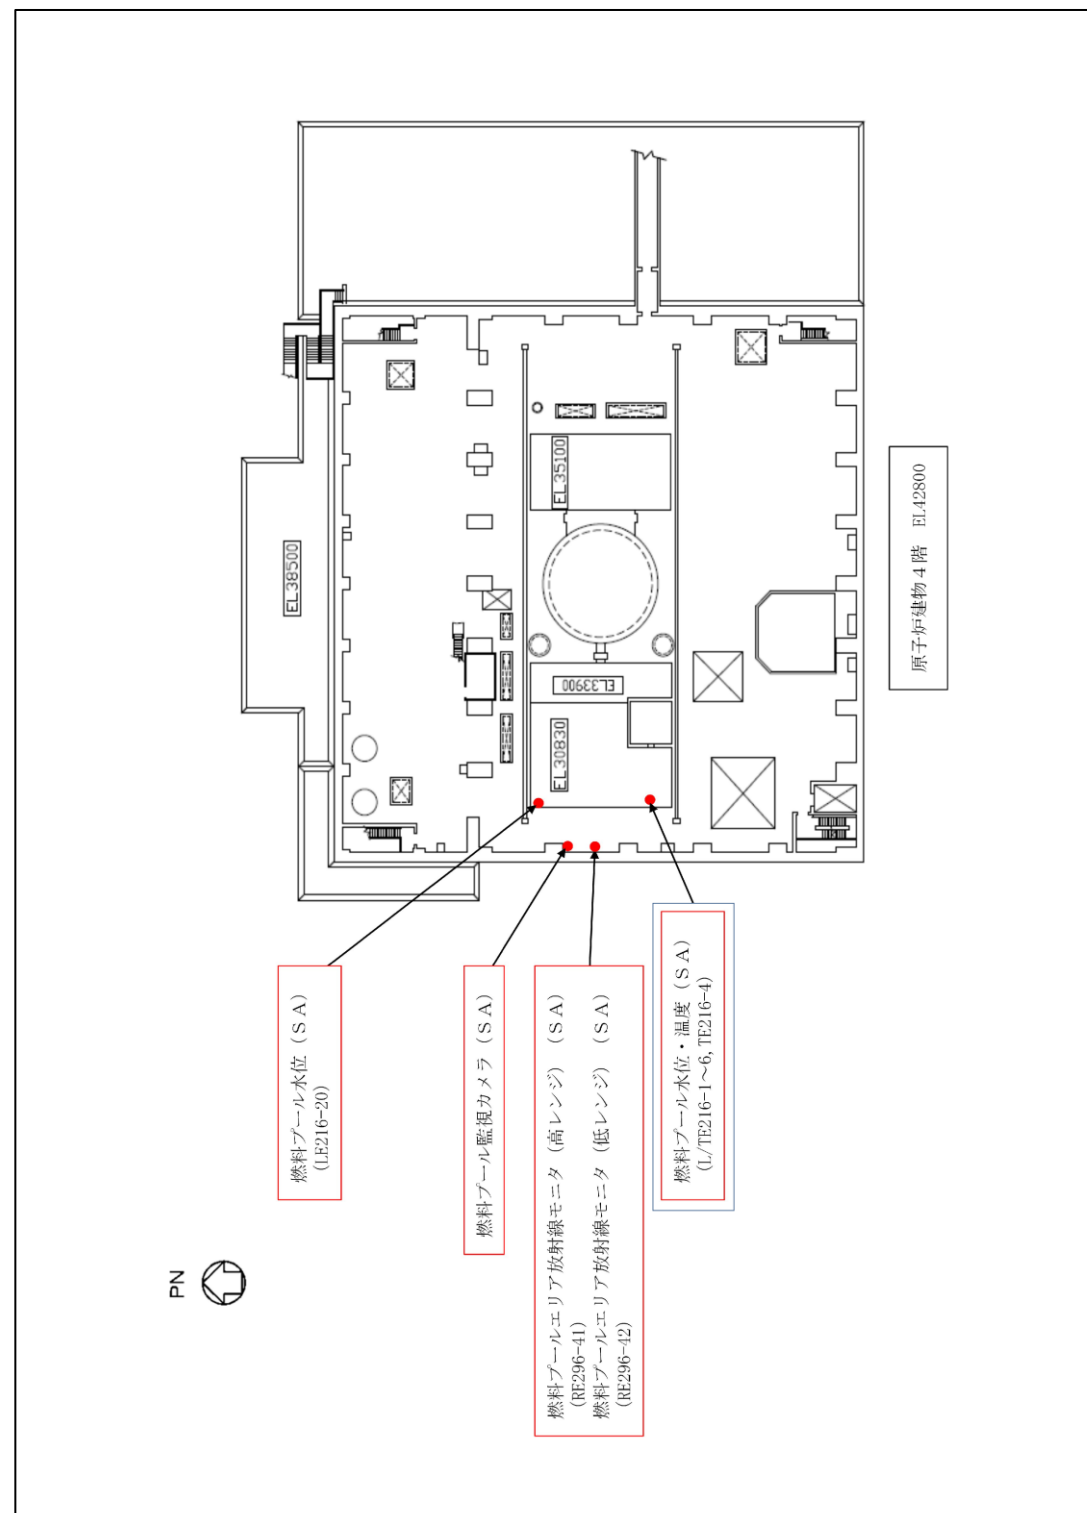 PN
燃料プール水位（ＳＡ）
(LE216-20)
燃料プール監視カメラ（ＳＡ）
燃料プールエリア放射線モニタ（高レンジ）（ＳＡ）
(RE296-41)
燃料プールエリア放射線モニタ（低レンジ）（ＳＡ）
(RE296-42)
燃料プール水位・温度（ＳＡ）
(L/TE216-1～6, TE216-4)
EL38500
EL35100
EL33900
EL30830
原子炉建物４階　EL42800